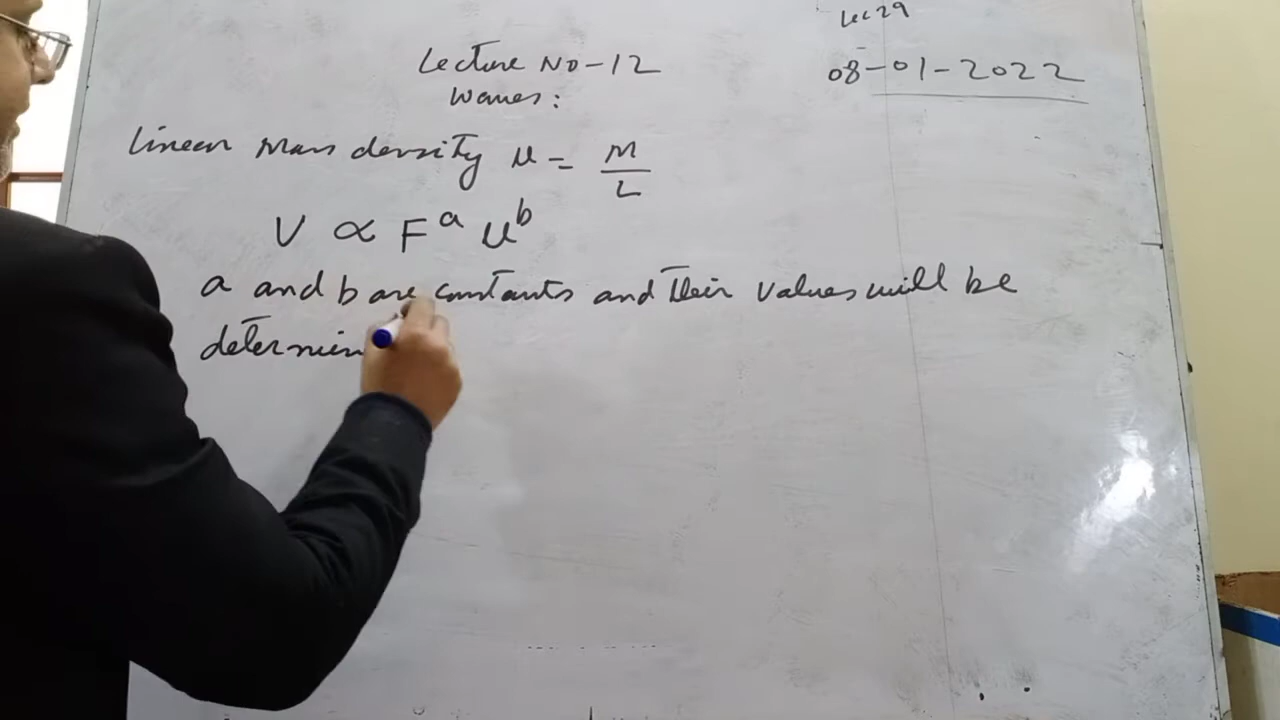 Lec 29
08-01-2022
Lecture No-12
Waves:
Linear Mass density μ = M/L
V ∝ F^a μ^b
a and b are constants and their values will be
determin